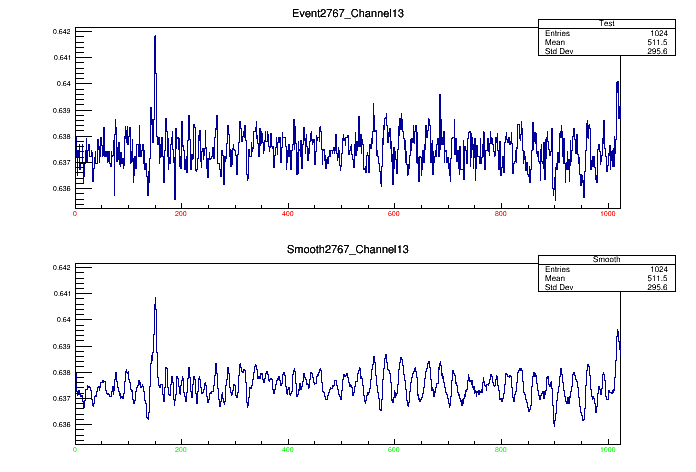 Event2767_Channel13
Test
Entries 1024
Mean 511.5
Std Dev 295.6
0.642
0.641
0.64
0.639
0.638
0.637
0.636
0 200 400 600 800 1000
Smooth2767_Channel13
Smooth
Entries 1024
Mean 511.5
Std Dev 295.6
0.642
0.641
0.64
0.639
0.638
0.637
0.636
0 200 400 600 800 1000